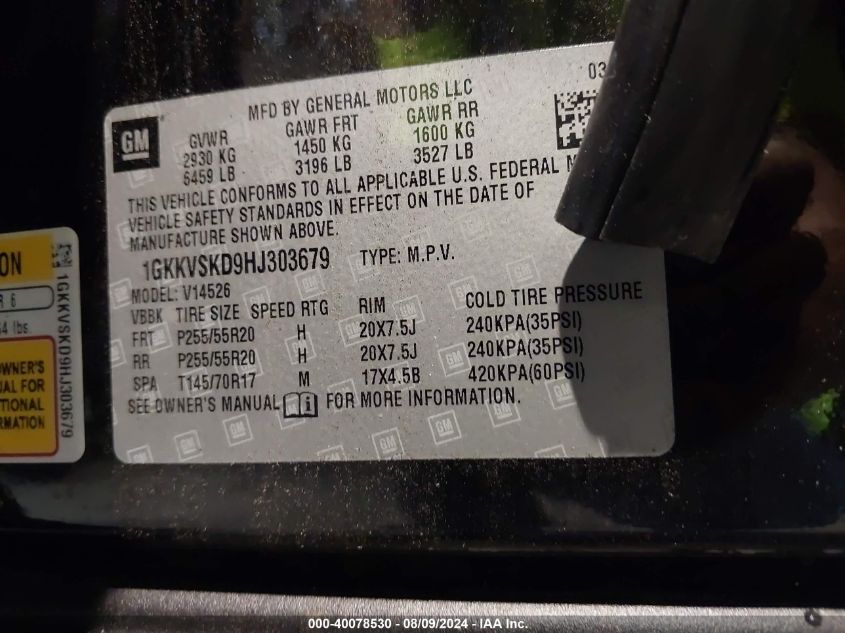 MFD BY GENERAL MOTORS LLC
03
GM
GVWR GAWR FRT GAWR RR
2930 KG 1450 KG 1600 KG
6459 LB 3196 LB 3527 LB
THIS VEHICLE CONFORMS TO ALL APPLICABLE U.S. FEDERAL
VEHICLE SAFETY STANDARDS IN EFFECT ON THE DATE OF
MANUFACTURE SHOWN ABOVE.
1GKKVSKD9HJ303679 TYPE: M.P.V.
MODEL: V14526
VBBK TIRE SIZE SPEED RTG RIM COLD TIRE PRESSURE
FRT P255/55R20 H 20X7.5J 240KPA(35PSI)
RR P255/55R20 H 20X7.5J 240KPA(35PSI)
SPA T145/70R17 M 17X4.5B 420KPA(60PSI)
SEE OWNER'S MANUAL FOR MORE INFORMATION.
ON
R 6
lbs.
OWNER'S
UAL FOR
TIONAL
RMATION
1GKKVSKD9HJ303679
000-40078530 - 08/09/2024 - IAA Inc.